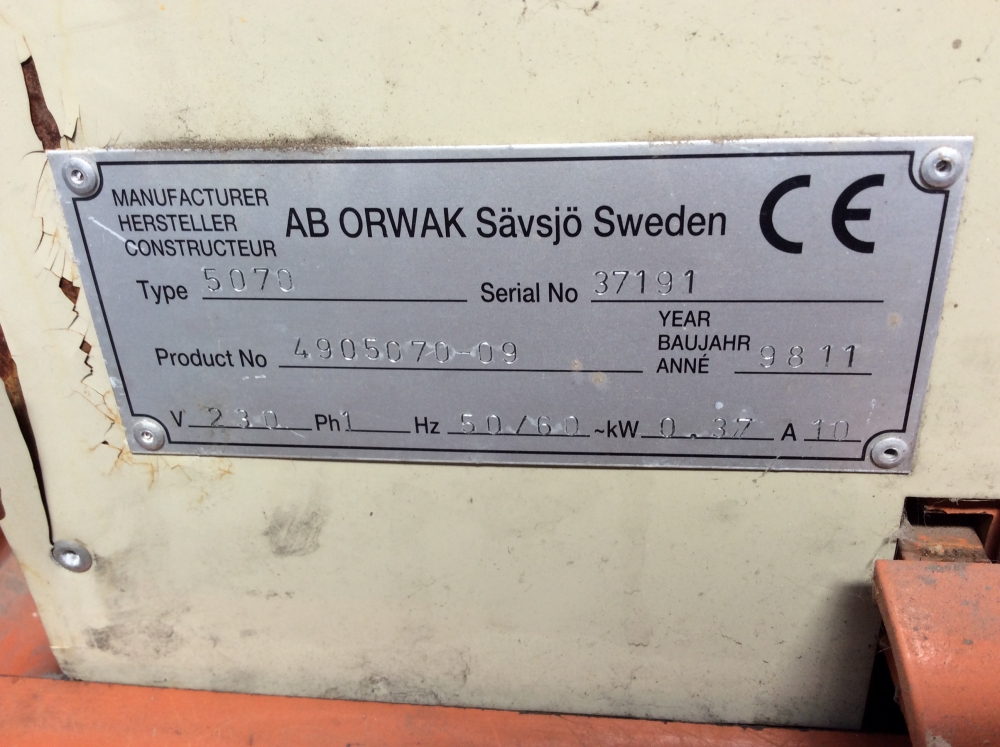 MANUFACTURER
HERSTELLER
CONSTRUCTEUR
AB ORWAK Sävsjö Sweden CE
Type 5070 Serial No 37191
Product No 4905070-09
YEAR
BAUJAHR
ANNÉ
9811
V 230 Ph1 Hz 50/60 ~kW 0.37 A 10